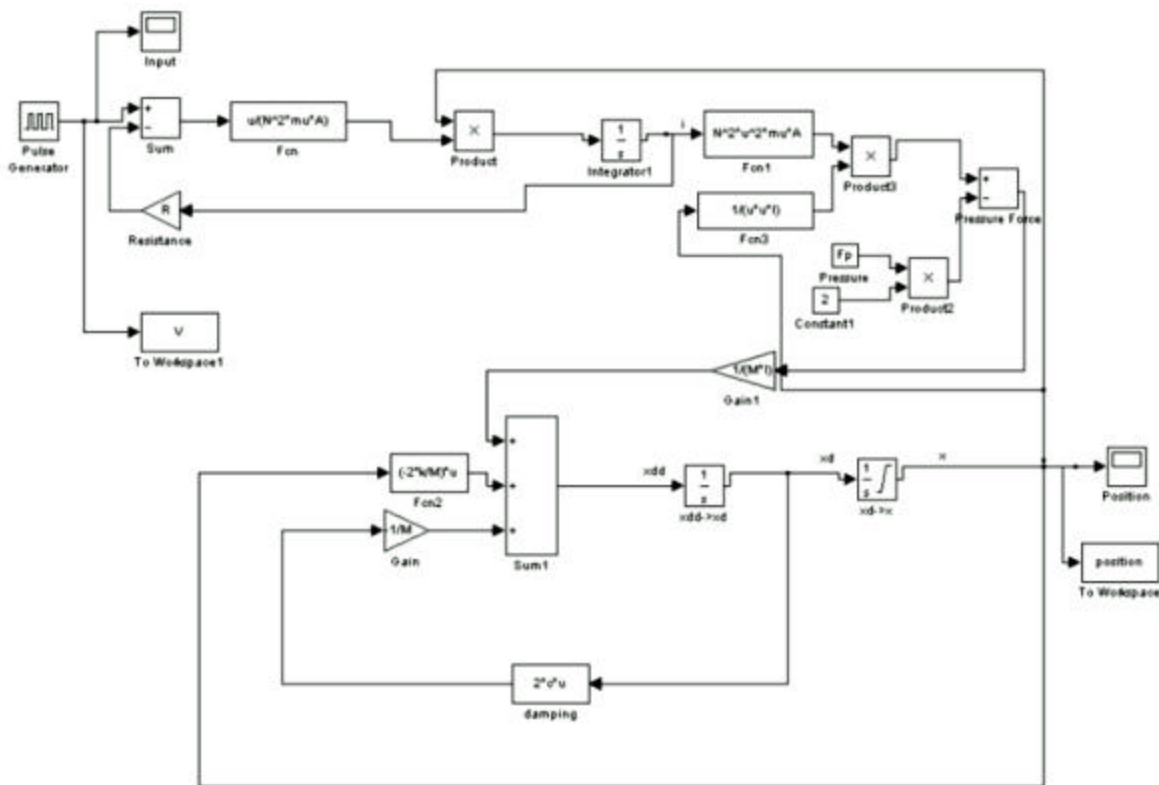 Input
Pulse
Generator
+
−
Sum
u/(N^2*mu*A)
Fcn
×
Product
1
s
Integrator1
i
N^2*u^2*mu*A
Fcn1
×
Product3
+
−
Pressure Force
R
Resistance
1/(u*u*l)
Fcn3
Fp
Pressure
2
Constant1
×
Product2
V
To Workspace1
1/(M*l)
Gain1
(-2*k/M)*u
Fcn2
-1/M
Gain
+
+
+
Sum1
xdd
1
s
xdd->xd
xd
1
s
xd->x
x
Position
position
To Workspace
2*c*u
damping